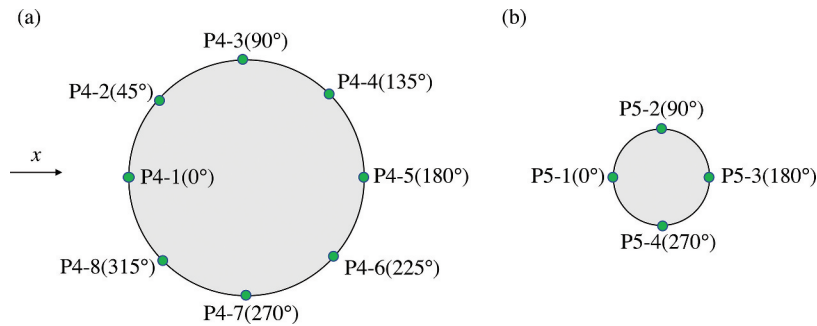 (a)
P4-3(90°)
P4-2(45°)
P4-4(135°)
x
P4-1(0°)
P4-5(180°)
P4-8(315°)
P4-6(225°)
P4-7(270°)
(b)
P5-2(90°)
P5-1(0°)
P5-3(180°)
P5-4(270°)